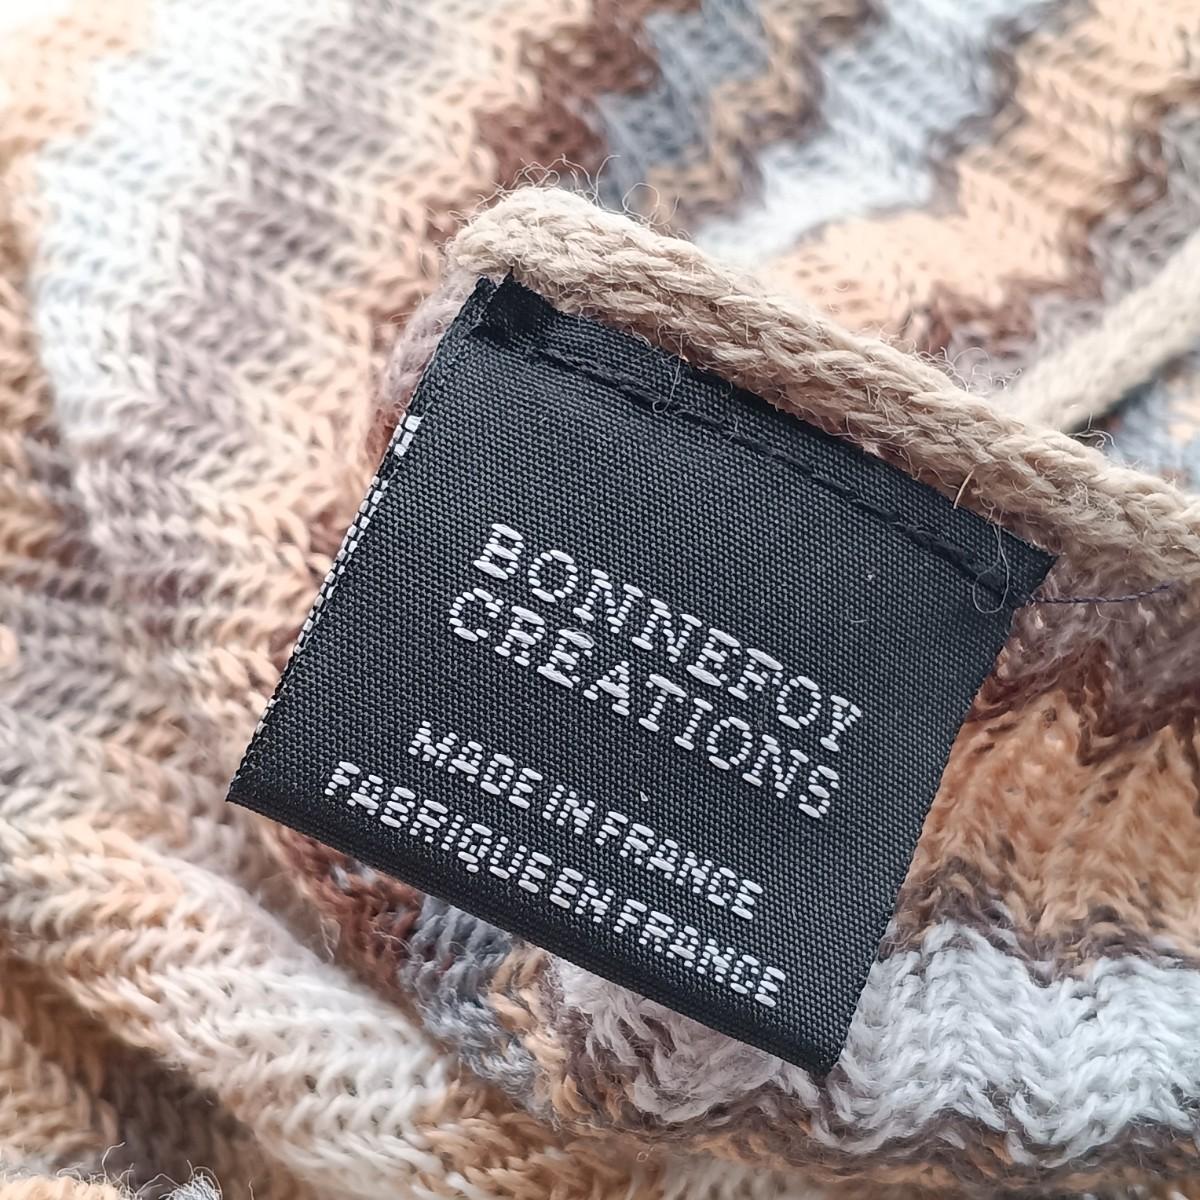 BONNEFOY
CREATIONS
MADE IN FRANCE
FABRIQUE EN FRANCE